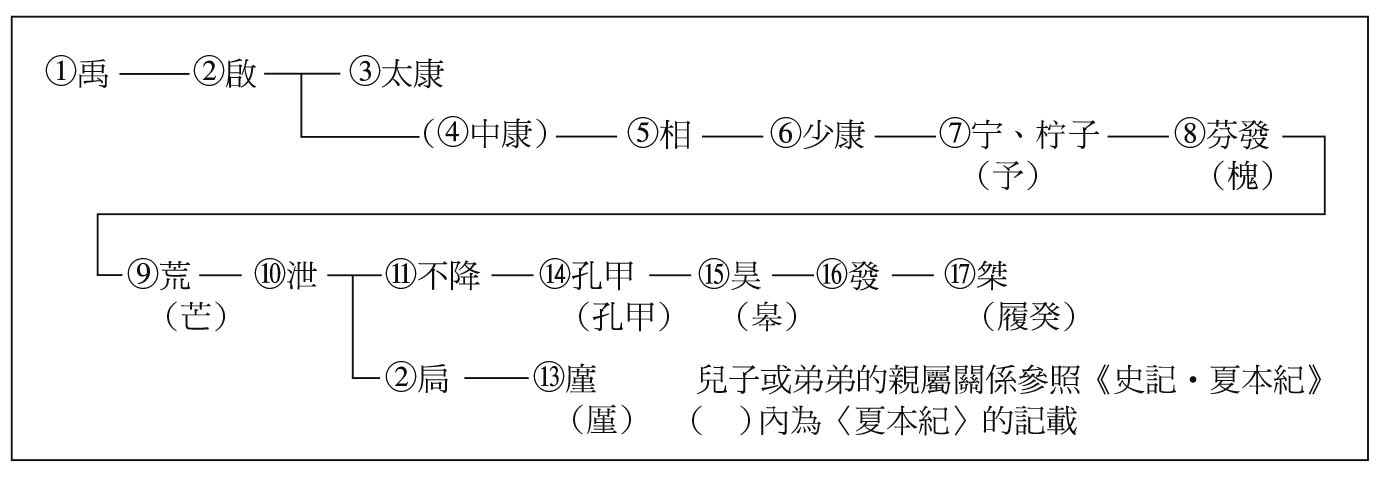 ①禹 ②啟 ③太康
(④中康) ⑤相 ⑥少康 ⑦宁、柠子 ⑧芬發
(予) (槐)
⑨荒 ⑩泄 ⑪不降 ⑭孔甲 ⑮昊 ⑯發 ⑰桀
(芒) (孔甲) (皋) (履癸)
②扃 ⑬廑 兒子或弟弟的親屬關係參照《史記・夏本紀》
(廑) ( )內為〈夏本紀〉的記載